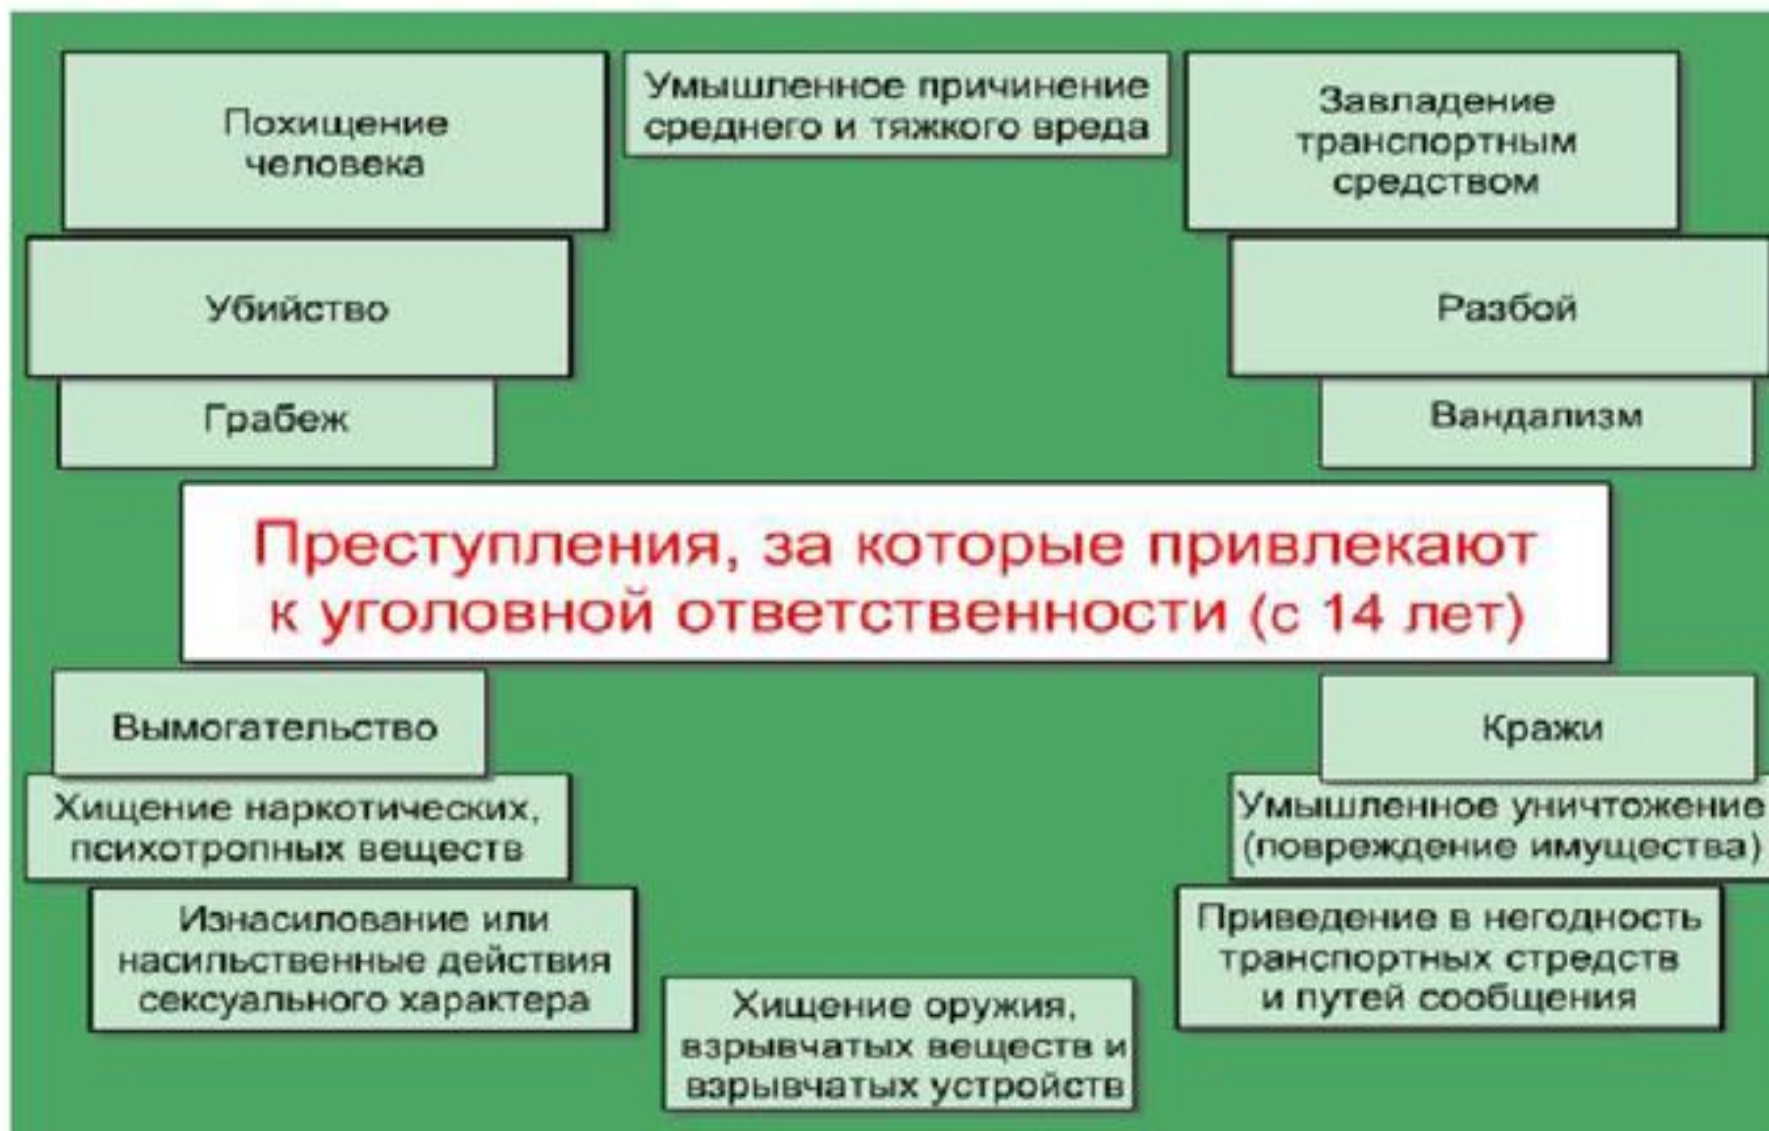 Похищение
человека
Умышленное причинение
среднего и тяжкого вреда
Завладение
транспортным
средством
Убийство
Разбой
Грабеж
Вандализм
Преступления, за которые привлекают
к уголовной ответственности (с 14 лет)
Вымогательство
Кражи
Хищение наркотических,
психотропных веществ
Умышленное уничтожение
(повреждение имущества)
Изнасилование или
насильственные действия
сексуального характера
Приведение в негодность
транспортных стредств
и путей сообщения
Хищение оружия,
взрывчатых веществ и
взрывчатых устройств